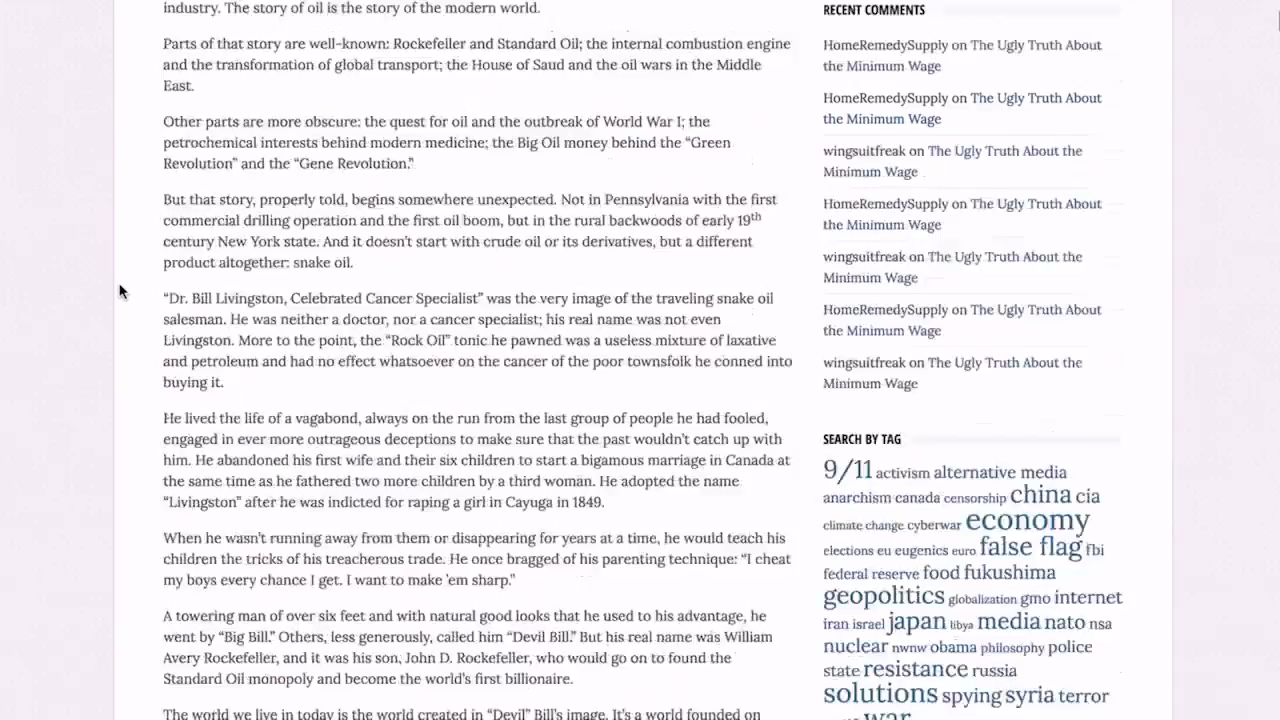 industry. The story of oil is the story of the modern world.
Parts of that story are well-known: Rockefeller and Standard Oil; the internal combustion engine
and the transformation of global transport; the House of Saud and the oil wars in the Middle
East.
Other parts are more obscure: the quest for oil and the outbreak of World War I; the
petrochemical interests behind modern medicine; the Big Oil money behind the “Green
Revolution” and the “Gene Revolution.”
But that story, properly told, begins somewhere unexpected. Not in Pennsylvania with the first
commercial drilling operation and the first oil boom, but in the rural backwoods of early 19th
century New York state. And it doesn’t start with crude oil or its derivatives, but a different
product altogether: snake oil.
“Dr. Bill Livingston, Celebrated Cancer Specialist” was the very image of the traveling snake oil
salesman. He was neither a doctor, nor a cancer specialist; his real name was not even
Livingston. More to the point, the “Rock Oil” tonic he pawned was a useless mixture of laxative
and petroleum and had no effect whatsoever on the cancer of the poor townsfolk he conned into
buying it.
He lived the life of a vagabond, always on the run from the last group of people he had fooled,
engaged in ever more outrageous deceptions to make sure that the past wouldn’t catch up with
him. He abandoned his first wife and their six children to start a bigamous marriage in Canada at
the same time as he fathered two more children by a third woman. He adopted the name
“Livingston” after he was indicted for raping a girl in Cayuga in 1849.
When he wasn’t running away from them or disappearing for years at a time, he would teach his
children the tricks of his treacherous trade. He once bragged of his parenting technique: “I cheat
my boys every chance I get. I want to make ’em sharp.”
A towering man of over six feet and with natural good looks that he used to his advantage, he
went by “Big Bill.” Others, less generously, called him “Devil Bill.” But his real name was William
Avery Rockefeller, and it was his son, John D. Rockefeller, who would go on to found the
Standard Oil monopoly and become the world’s first billionaire.
The world we live in today is the world created in “Devil” Bill’s image. It’s a world founded on
RECENT COMMENTS
HomeRemedySupply on The Ugly Truth About
the Minimum Wage
HomeRemedySupply on The Ugly Truth About
the Minimum Wage
wingsuitfreak on The Ugly Truth About the
Minimum Wage
HomeRemedySupply on The Ugly Truth About
the Minimum Wage
wingsuitfreak on The Ugly Truth About the
Minimum Wage
HomeRemedySupply on The Ugly Truth About
the Minimum Wage
wingsuitfreak on The Ugly Truth About the
Minimum Wage
SEARCH BY TAG
9/11 activism alternative media
anarchism canada censorship china cia
climate change cyberwar economy
elections eu eugenics euro false flag fbi
federal reserve food fukushima
geopolitics globalization gmo internet
iran israel japan libya media nato nsa
nuclear nwnw obama philosophy police
state resistance russia
solutions spying syria terror
war